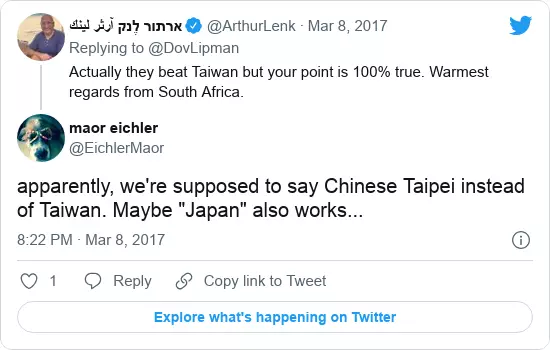 ארתור לֶנק آرثر لينك @ArthurLenk · Mar 8, 2017
Replying to @DovLipman
Actually they beat Taiwan but your point is 100% true. Warmest
regards from South Africa.
maor eichler
@EichlerMaor
apparently, we're supposed to say Chinese Taipei instead
of Taiwan. Maybe "Japan" also works...
8:22 PM · Mar 8, 2017
1 Reply Copy link to Tweet
Explore what's happening on Twitter